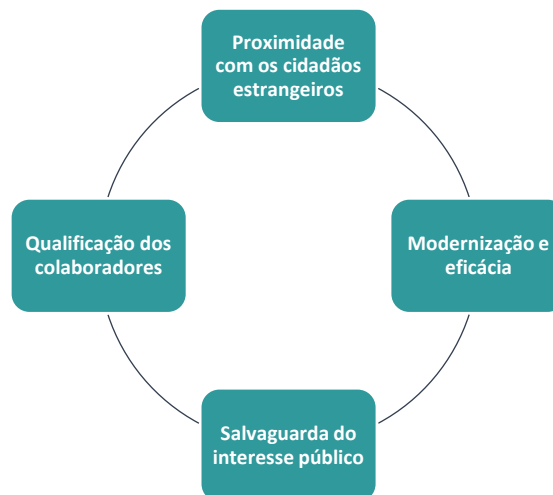 Proximidade
com os cidadãos
estrangeiros
Qualificação dos
colaboradores
Modernização e
eficácia
Salvaguarda do
interesse público